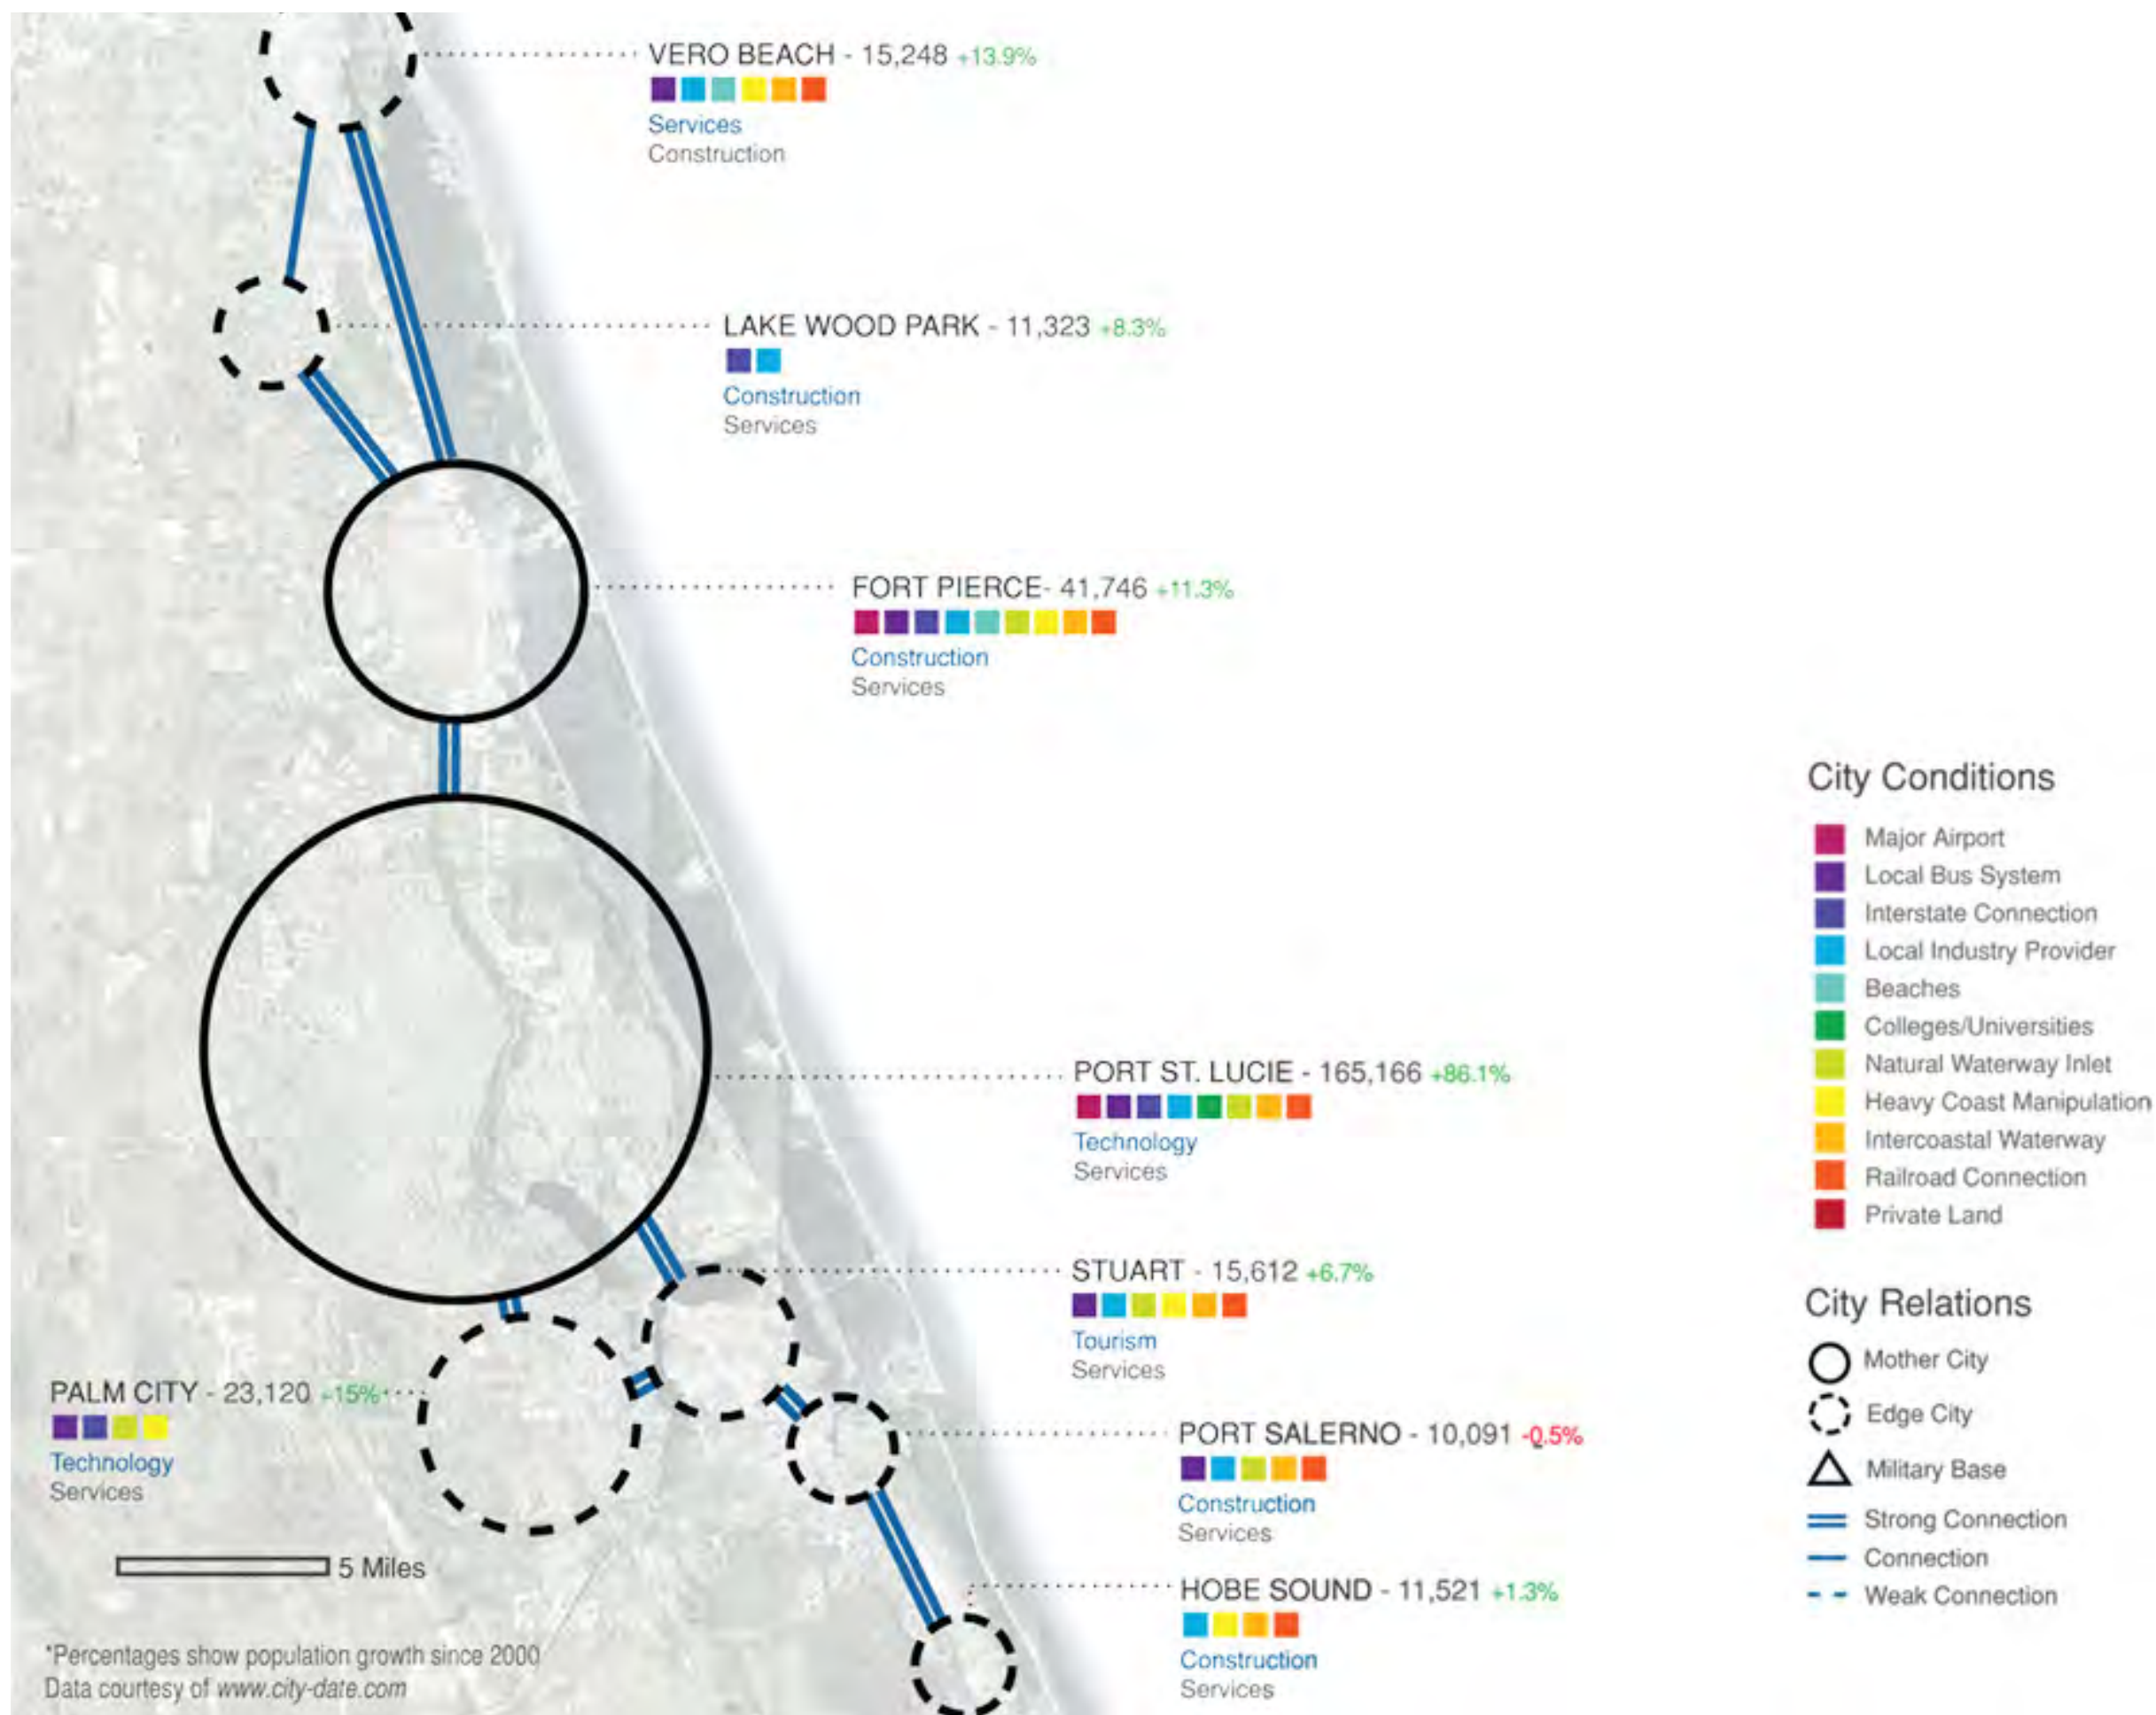 VERO BEACH - 15,248 +13.9%
Services
Construction
LAKE WOOD PARK - 11,323 +8.3%
Construction
Services
FORT PIERCE- 41,746 +11.3%
Construction
Services
PORT ST. LUCIE - 165,166 +86.1%
Technology
Services
STUART - 15,612 +6.7%
Tourism
Services
PALM CITY - 23,120 +15%
Technology
Services
PORT SALERNO - 10,091 -0.5%
Construction
Services
HOBE SOUND - 11,521 +1.3%
Construction
Services
5 Miles
*Percentages show population growth since 2000
Data courtesy of www.city-date.com
City Conditions
Major Airport
Local Bus System
Interstate Connection
Local Industry Provider
Beaches
Colleges/Universities
Natural Waterway Inlet
Heavy Coast Manipulation
Intercoastal Waterway
Railroad Connection
Private Land
City Relations
Mother City
Edge City
Military Base
Strong Connection
Connection
Weak Connection